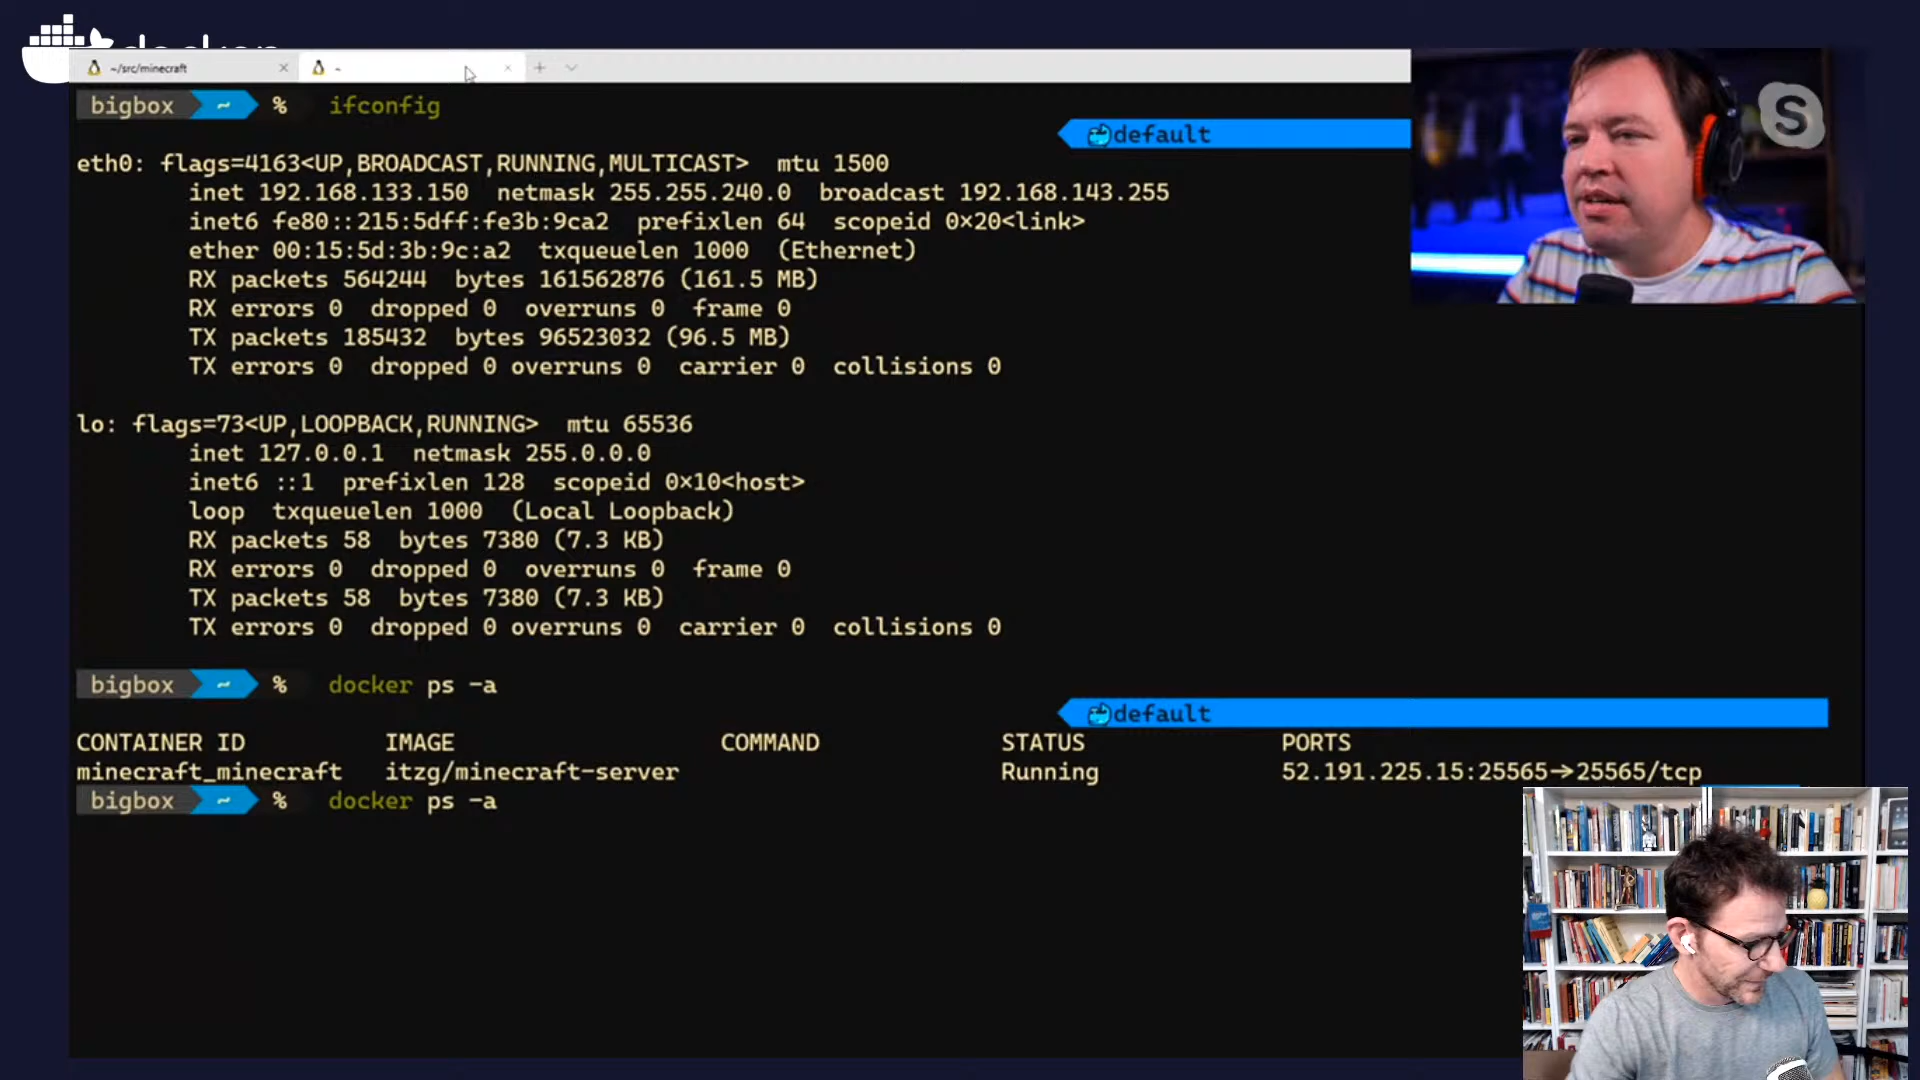 docker
~/src/minecraft × ~ × +
bigbox ~ % ifconfig
default
eth0: flags=4163<UP,BROADCAST,RUNNING,MULTICAST> mtu 1500
inet 192.168.133.150 netmask 255.255.240.0 broadcast 192.168.143.255
inet6 fe80::215:5dff:fe3b:9ca2 prefixlen 64 scopeid 0×20<link>
ether 00:15:5d:3b:9c:a2 txqueuelen 1000 (Ethernet)
RX packets 564244 bytes 161562876 (161.5 MB)
RX errors 0 dropped 0 overruns 0 frame 0
TX packets 185432 bytes 96523032 (96.5 MB)
TX errors 0 dropped 0 overruns 0 carrier 0 collisions 0
lo: flags=73<UP,LOOPBACK,RUNNING> mtu 65536
inet 127.0.0.1 netmask 255.0.0.0
inet6 ::1 prefixlen 128 scopeid 0×10<host>
loop txqueuelen 1000 (Local Loopback)
RX packets 58 bytes 7380 (7.3 KB)
RX errors 0 dropped 0 overruns 0 frame 0
TX packets 58 bytes 7380 (7.3 KB)
TX errors 0 dropped 0 overruns 0 carrier 0 collisions 0
bigbox ~ % docker ps -a
default
CONTAINER ID IMAGE COMMAND STATUS PORTS
minecraft_minecraft itzg/minecraft-server Running 52.191.225.15:25565→25565/tcp
bigbox ~ % docker ps -a
S